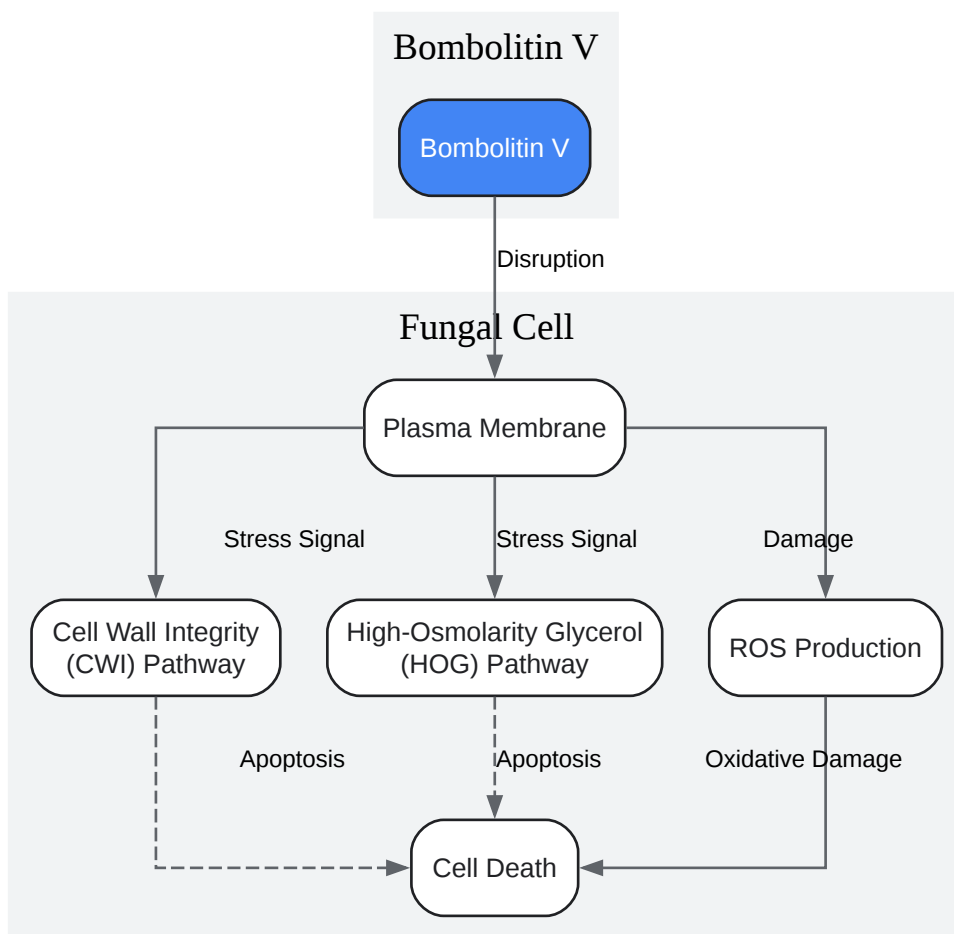 Bombolitin V
Bombolitin V
Disruption
Fungal Cell
Plasma Membrane
Stress Signal
Stress Signal
Damage
Cell Wall Integrity
(CWI) Pathway
High-Osmolarity Glycerol
(HOG) Pathway
ROS Production
Apoptosis
Apoptosis
Oxidative Damage
Cell Death